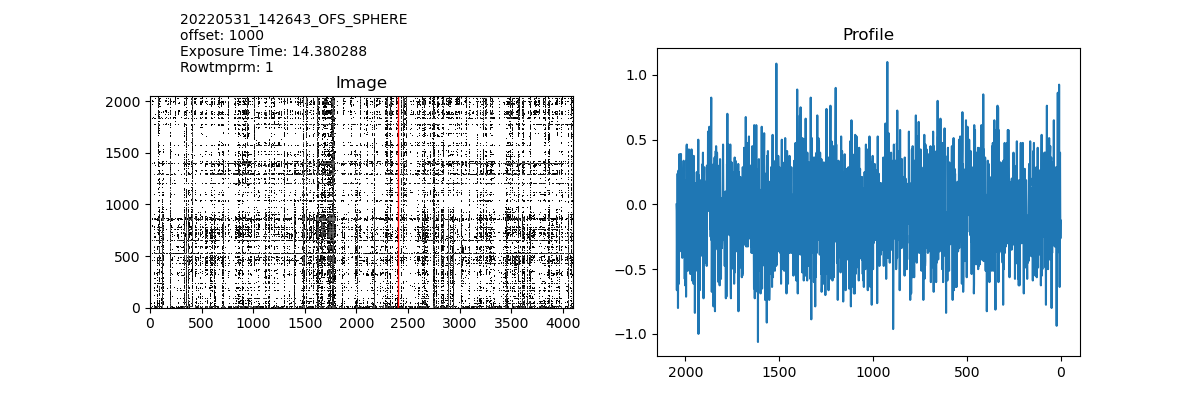 20220531_142643_OFS_SPHERE
offset: 1000
Exposure Time: 14.380288
Rowtmprm: 1
Image
2000
1500
1000
500
0
0 500 1000 1500 2000 2500 3000 3500 4000
Profile
1.0
0.5
0.0
−0.5
−1.0
2000 1500 1000 500 0